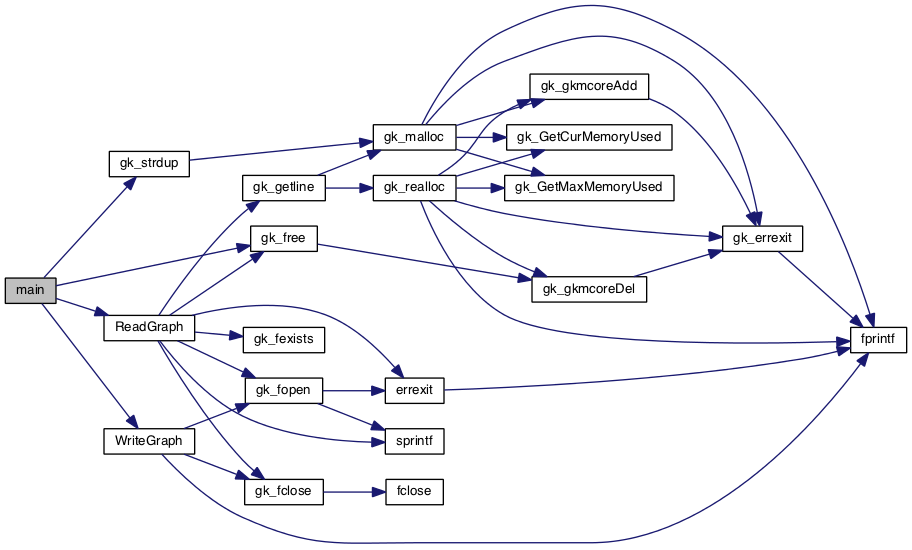 main
gk_strdup
gk_getline
gk_free
ReadGraph
gk_fexists
gk_fopen
WriteGraph
gk_fclose
gk_malloc
gk_realloc
errexit
sprintf
fclose
gk_gkmcoreAdd
gk_GetCurMemoryUsed
gk_GetMaxMemoryUsed
gk_gkmcoreDel
gk_errexit
fprintf